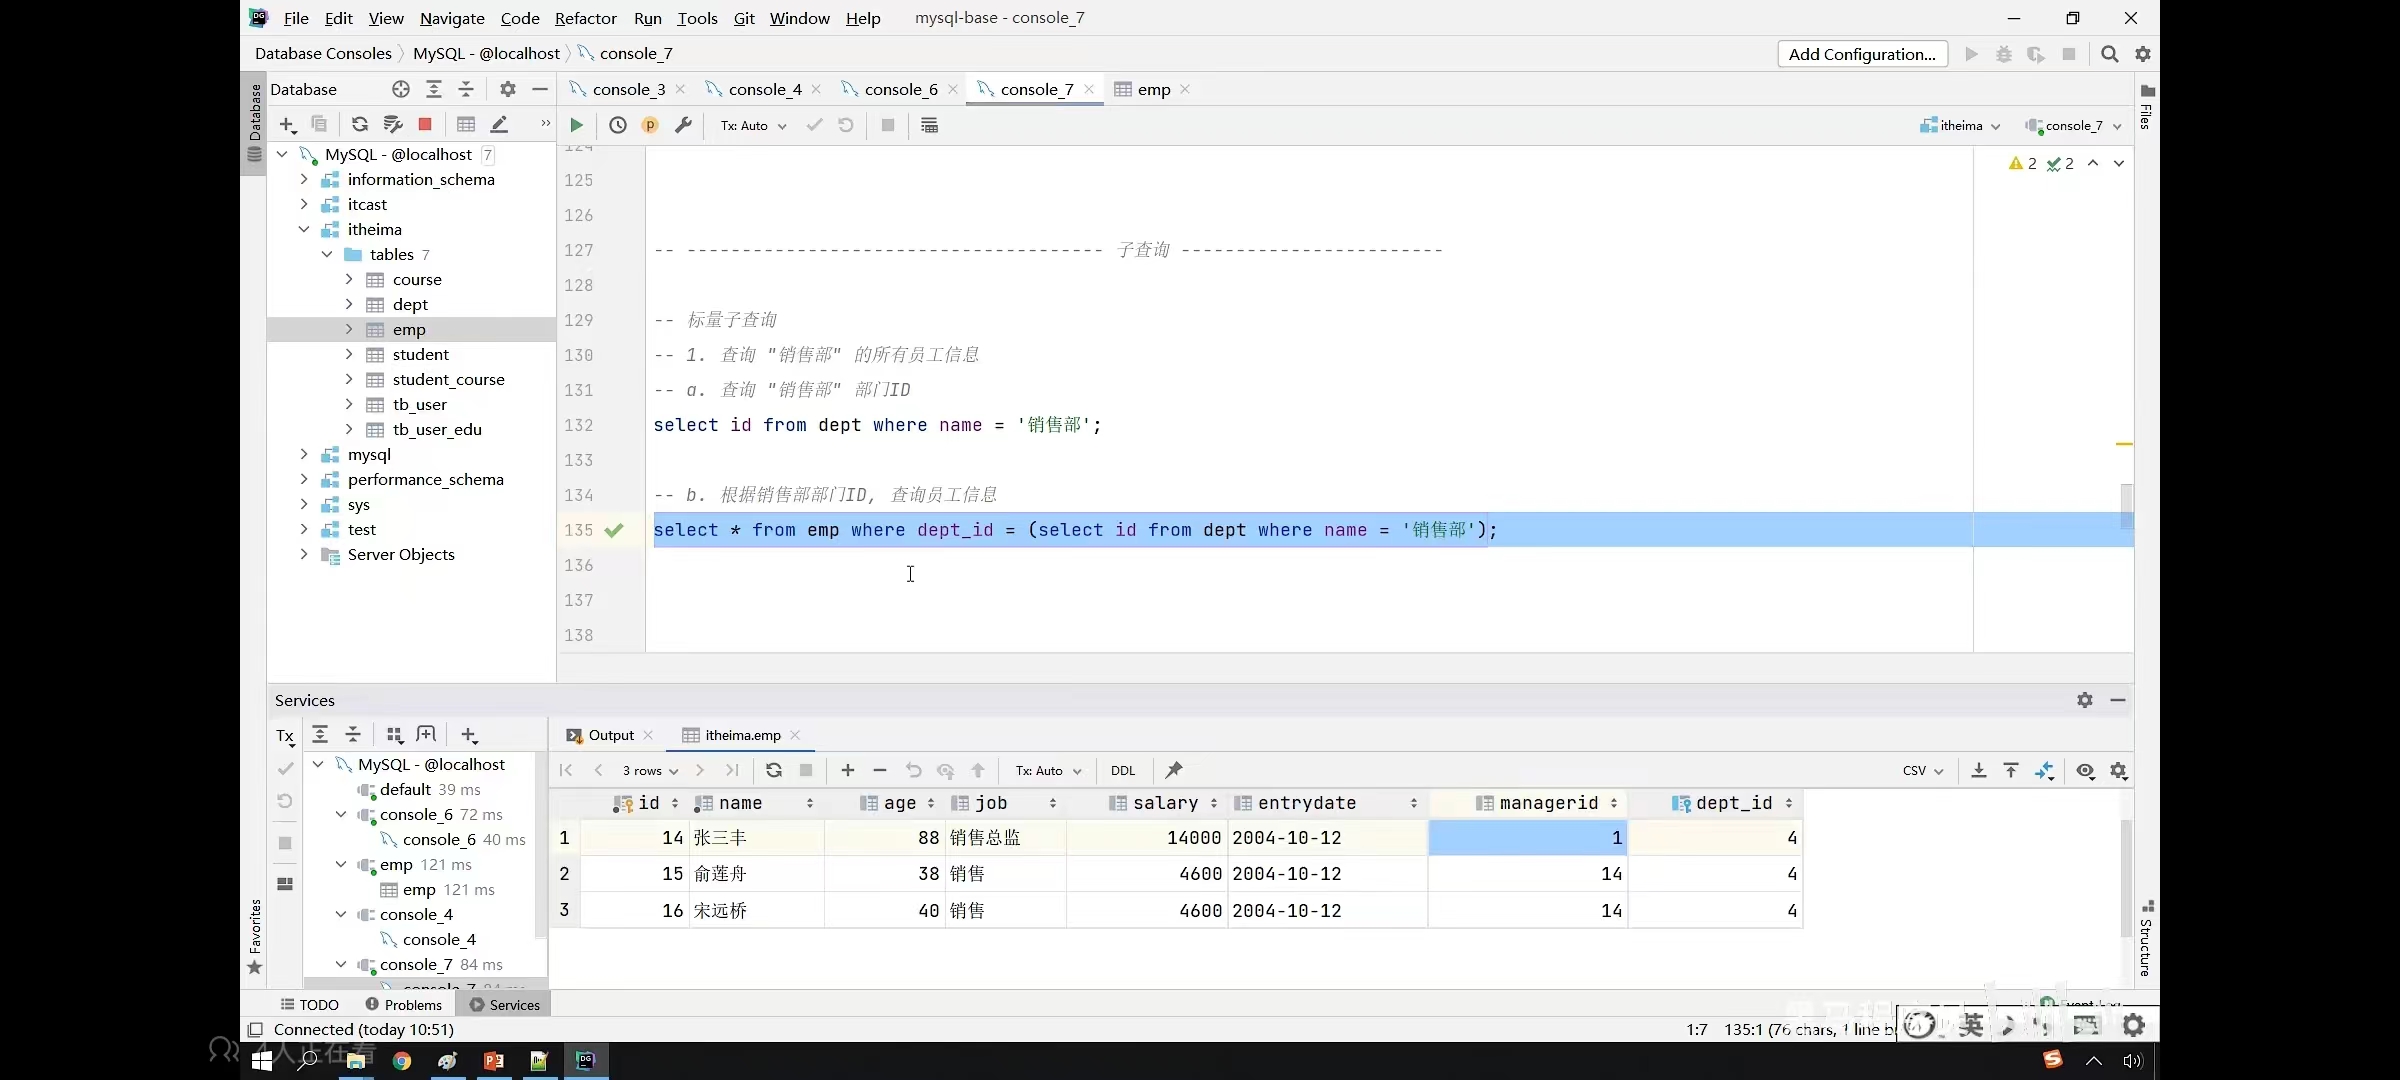 File Edit View Navigate Code Refactor Run Tools Git Window Help mysql-base - console_7
Database Consoles MySQL - @localhost console_7 Add Configuration...
Database
console_3 console_4 console_6 console_7 emp
Tx: Auto itheima console_7
Database
Files
MySQL - @localhost 7
information_schema
itcast
itheima
tables 7
course
dept
emp
student
student_course
tb_user
tb_user_edu
mysql
performance_schema
sys
test
Server Objects
2 2
124
125
126
127 -- -------------------------------------- 子查询 ------------------------
128
129 -- 标量子查询
130 -- 1. 查询 "销售部" 的所有员工信息
131 -- a. 查询 "销售部" 部门ID
132 select id from dept where name = '销售部';
133
134 -- b. 根据销售部部门ID, 查询员工信息
135 select * from emp where dept_id = (select id from dept where name = '销售部');
136
137
138
Services
Tx
MySQL - @localhost
default 39 ms
console_6 72 ms
console_6 40 ms
emp 121 ms
emp 121 ms
console_4
console_4
console_7 84 ms
Output itheima.emp
3 rows Tx: Auto DDL CSV
id name age job salary entrydate managerid dept_id
1 14 张三丰 88 销售总监 14000 2004-10-12 1 4
2 15 俞莲舟 38 销售 4600 2004-10-12 14 4
3 16 宋远桥 40 销售 4600 2004-10-12 14 4
Favorites
Structure
TODO Problems Services
Connected (today 10:51) 1:7 135:1 (76 chars, 1 line
英
4人正在看